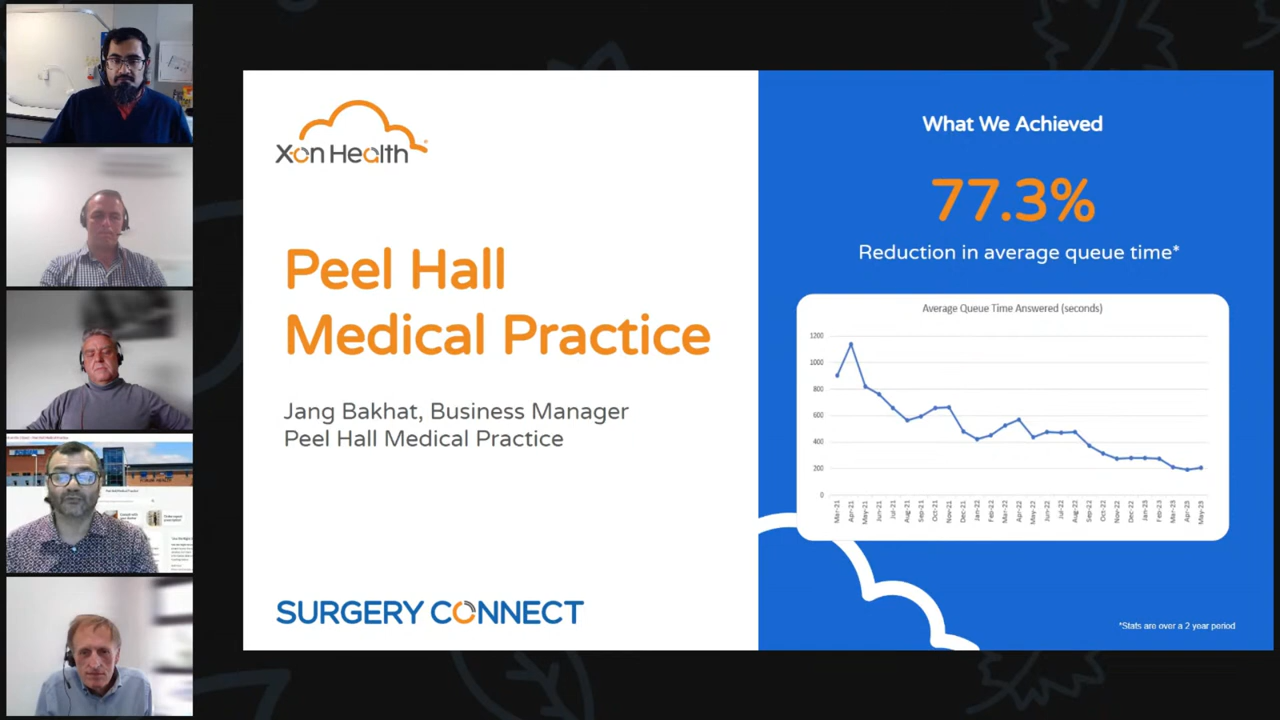 X-on Health
Peel Hall
Medical Practice
Jang Bakhat, Business Manager
Peel Hall Medical Practice
SURGERY CONNECT
What We Achieved
77.3%
Reduction in average queue time*
Average Queue Time Answered (seconds)
1200
1000
800
600
400
200
0
Mar-21 Apr-21 May-21 Jun-21 Jul-21 Aug-21 Sep-21 Oct-21 Nov-21 Dec-21 Jan-22 Feb-22 Mar-22 Apr-22 May-22 Jun-22 Jul-22 Aug-22 Sep-22 Oct-22 Nov-22 Dec-22 Jan-23 Feb-23 Mar-23 Apr-23 May-23
*Stats are over a 2 year period